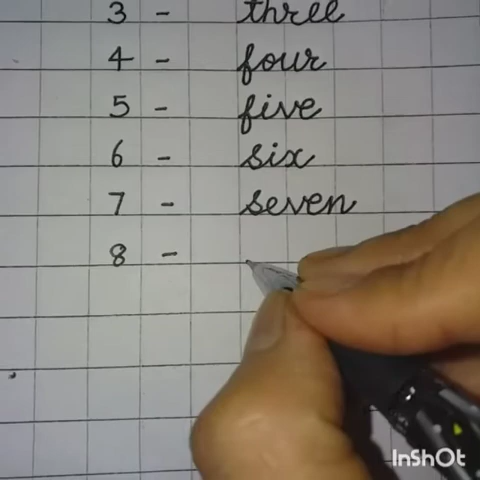 3 - three
4 - four
5 - five
6 - six
7 - seven
8 -
InShOt